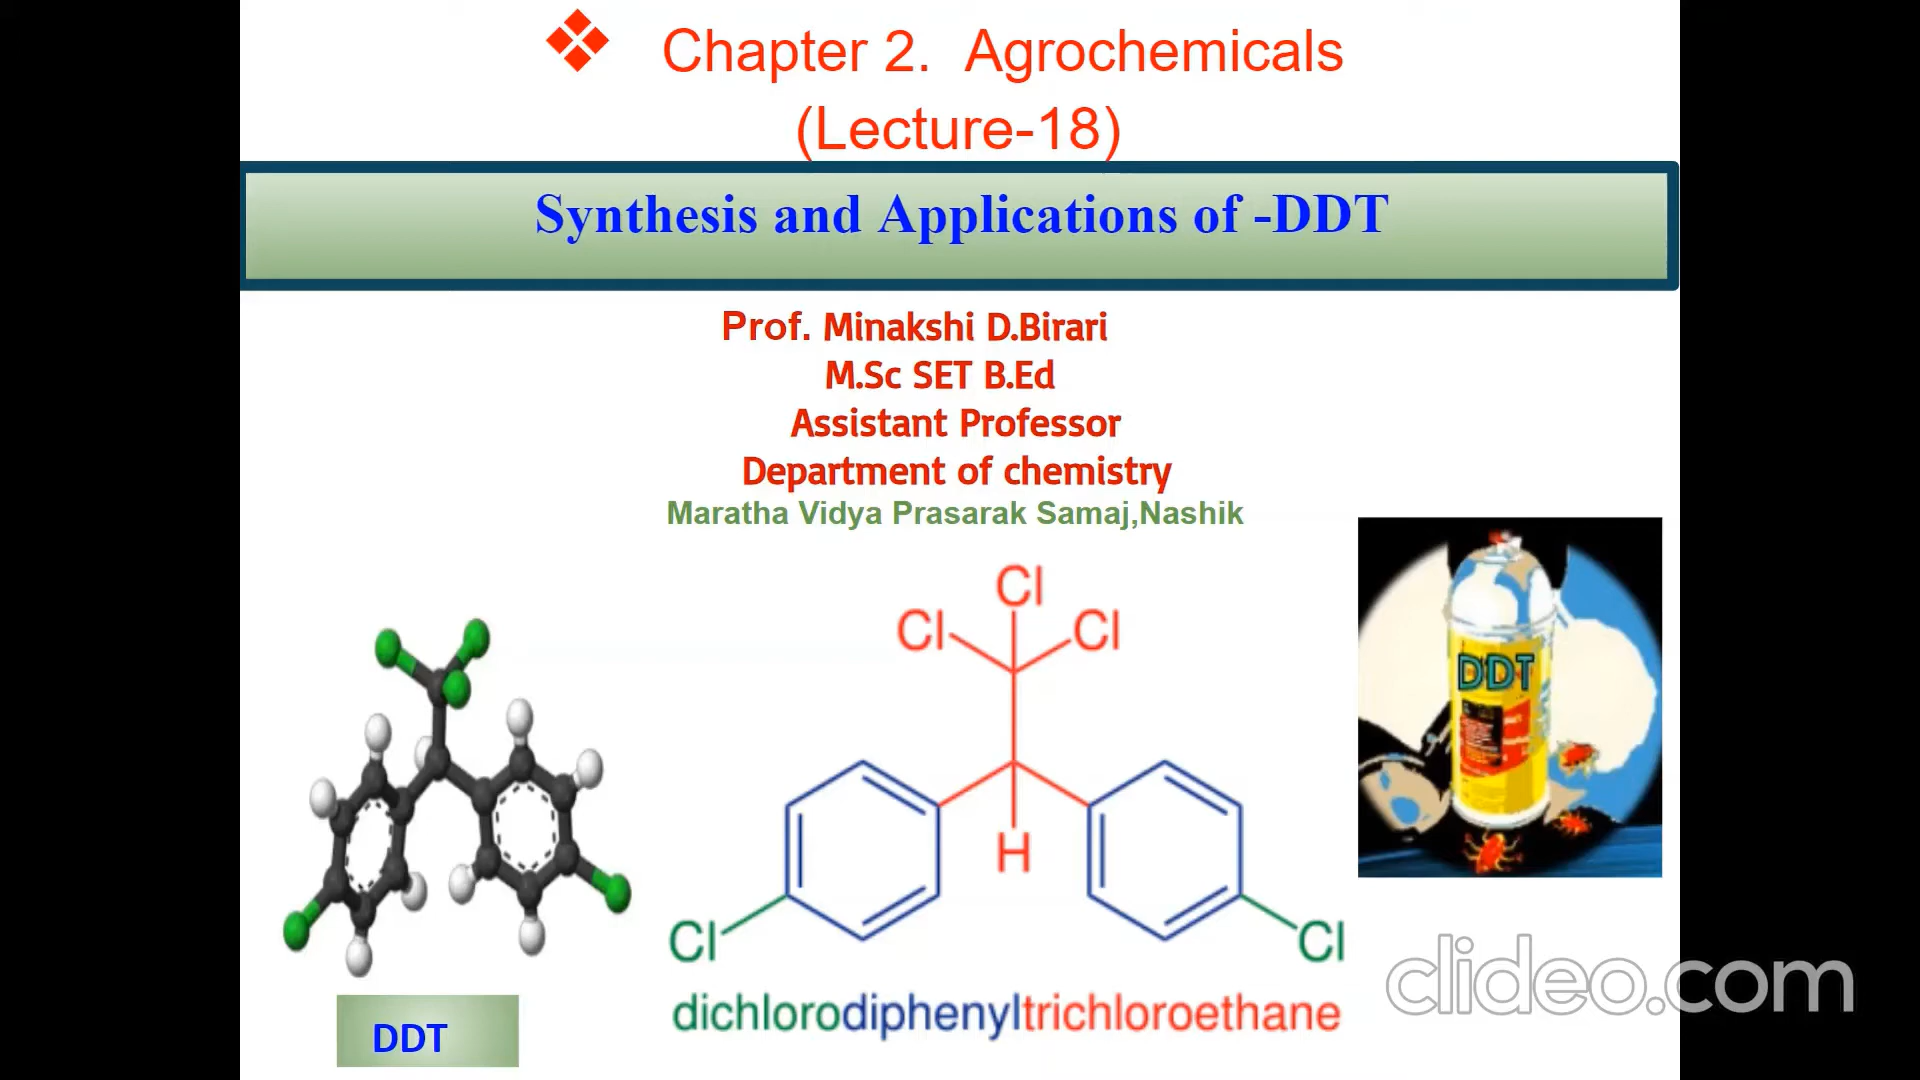 ❖ Chapter 2. Agrochemicals
(Lecture-18)
Synthesis and Applications of -DDT
Prof. Minakshi D.Birari
M.Sc SET B.Ed
Assistant Professor
Department of chemistry
Maratha Vidya Prasarak Samaj,Nashik
Cl
Cl Cl
DDT
H
Cl Cl
dichlorodiphenyltrichloroethane
DDT
clideo.com